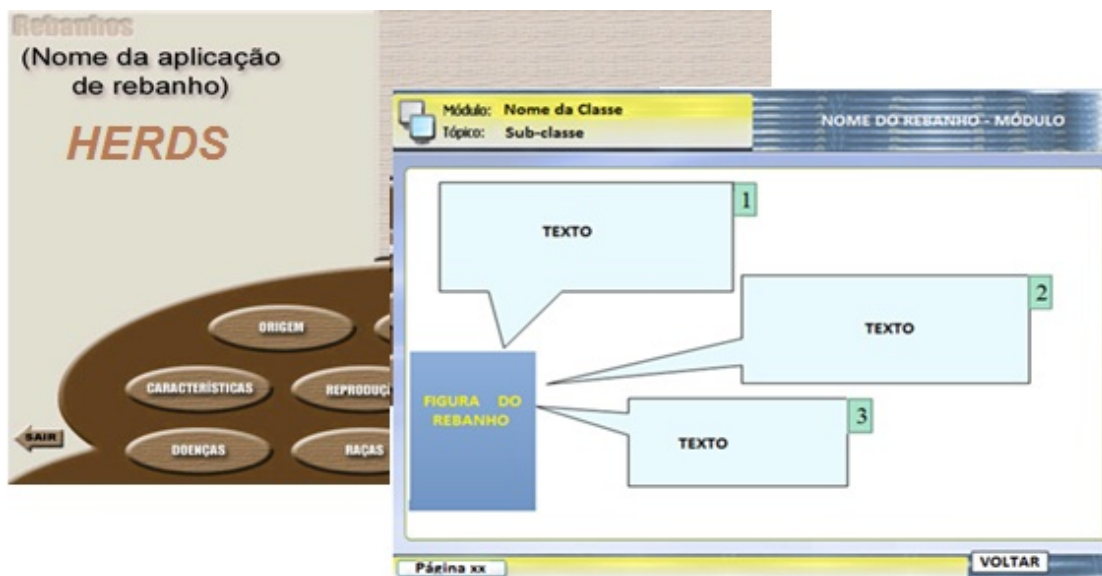 Rebanhos
(Nome da aplicação
de rebanho)
HERDS
ORIGEM
CARACTERÍSTICAS
REPRODUÇ
SAIR
DOENÇAS
RAÇAS
Módulo: Nome da Classe
Tópico: Sub-classe
NOME DO REBANHO - MÓDULO
1
TEXTO
2
TEXTO
FIGURA DO
REBANHO
3
TEXTO
Página xx
VOLTAR